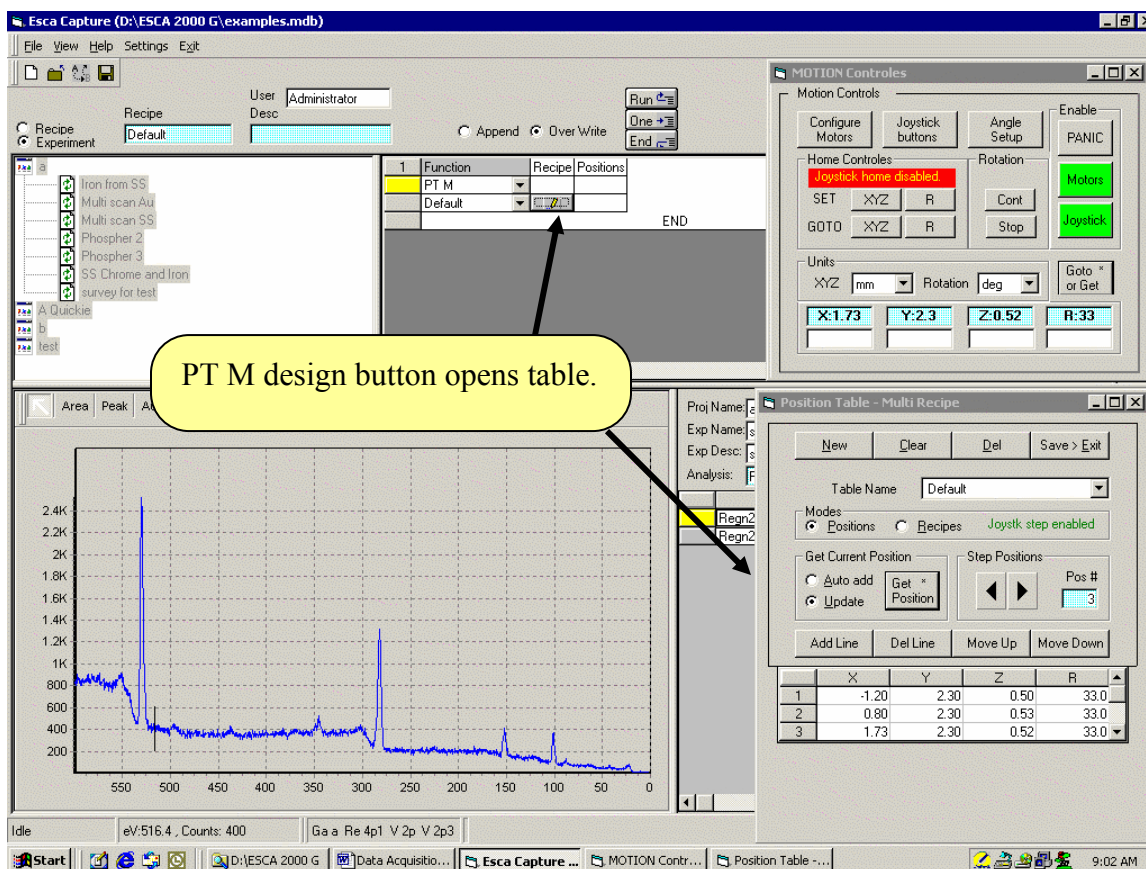 Esca Capture (D:\ESCA 2000 G\examples.mdb)
File View Help Settings Exit
User Administrator
Recipe Desc
Recipe
Experiment
Default
Append Over Write
Run
One
End
a
Iron from SS
Multi scan Au
Multi scan SS
Phospher 2
Phospher 3
SS Chrome and Iron
survey for test
A Quickie
b
test
1 Function Recipe Positions
PT M
Default
END
PT M design button opens table.
MOTION Controles
Motion Controls
Configure Motors
Joystick buttons
Angle Setup
Enable
PANIC
Motors
Joystick
Home Controles
Joystick home disabled.
SET XYZ R
GOTO XYZ R
Rotation
Cont
Stop
Units
XYZ mm Rotation deg
Goto * or Get
X:1.73 Y:2.3 Z:0.52 R:33
Area Peak
2.4K
2.2K
2K
1.8K
1.6K
1.4K
1.2K
1K
800
600
400
200
550 500 450 400 350 300 250 200 150 100 50 0
Proj Name: a
Exp Name: s
Exp Desc: s
Analysis:
Regn2
Regn2
Position Table - Multi Recipe
New Clear Del Save > Exit
Table Name Default
Modes
Positions Recipes Joystk step enabled
Get Current Position
Auto add
Update
Get * Position
Step Positions
Pos #
3
Add Line Del Line Move Up Move Down
X Y Z R
1 -1.20 2.30 0.50 33.0
2 0.80 2.30 0.53 33.0
3 1.73 2.30 0.52 33.0
Idle eV:516.4 , Counts: 400 Ga a Re 4p1 V 2p V 2p3
Start D:\ESCA 2000 G Data Acquisitio... Esca Capture ... MOTION Contr... Position Table -... 9:02 AM